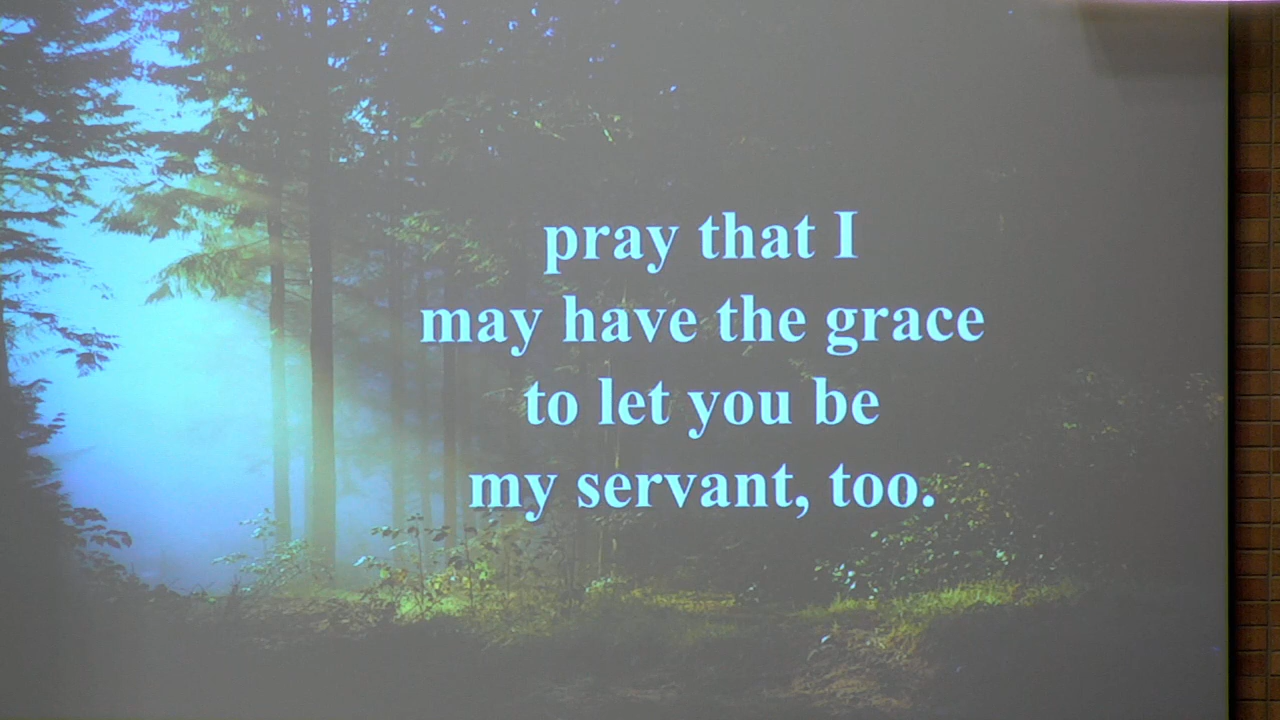 pray that I
may have the grace
to let you be
my servant, too.